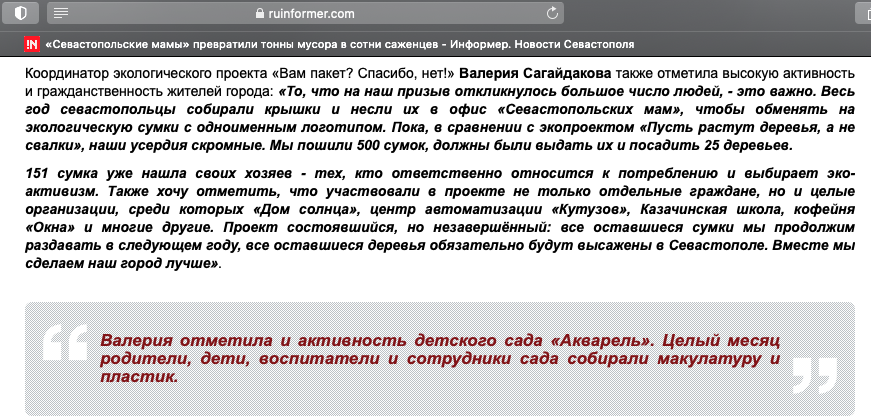 ruinformer.com
!N «Севастопольские мамы» превратили тонны мусора в сотни саженцев - Информер. Новости Севастополя
Координатор экологического проекта «Вам пакет? Спасибо, нет!» Валерия Сагайдакова также отметила высокую активность
и гражданственность жителей города: «То, что на наш призыв откликнулось большое число людей, - это важно. Весь
год севастопольцы собирали крышки и несли их в офис «Севастопольских мам», чтобы обменять на
экологическую сумки с одноименным логотипом. Пока, в сравнении с экопроектом «Пусть растут деревья, а не
свалки», наши усердия скромные. Мы пошили 500 сумок, должны были выдать их и посадить 25 деревьев.
151 сумка уже нашла своих хозяев - тех, кто ответственно относится к потреблению и выбирает эко-
активизм. Также хочу отметить, что участвовали в проекте не только отдельные граждане, но и целые
организации, среди которых «Дом солнца», центр автоматизации «Кутузов», Казачинская школа, кофейня
«Окна» и многие другие. Проект состоявшийся, но незавершённый: все оставшиеся сумки мы продолжим
раздавать в следующем году, все оставшиеся деревья обязательно будут высажены в Севастополе. Вместе мы
сделаем наш город лучше».
Валерия отметила и активность детского сада «Акварель». Целый месяц
родители, дети, воспитатели и сотрудники сада собирали макулатуру и
пластик.